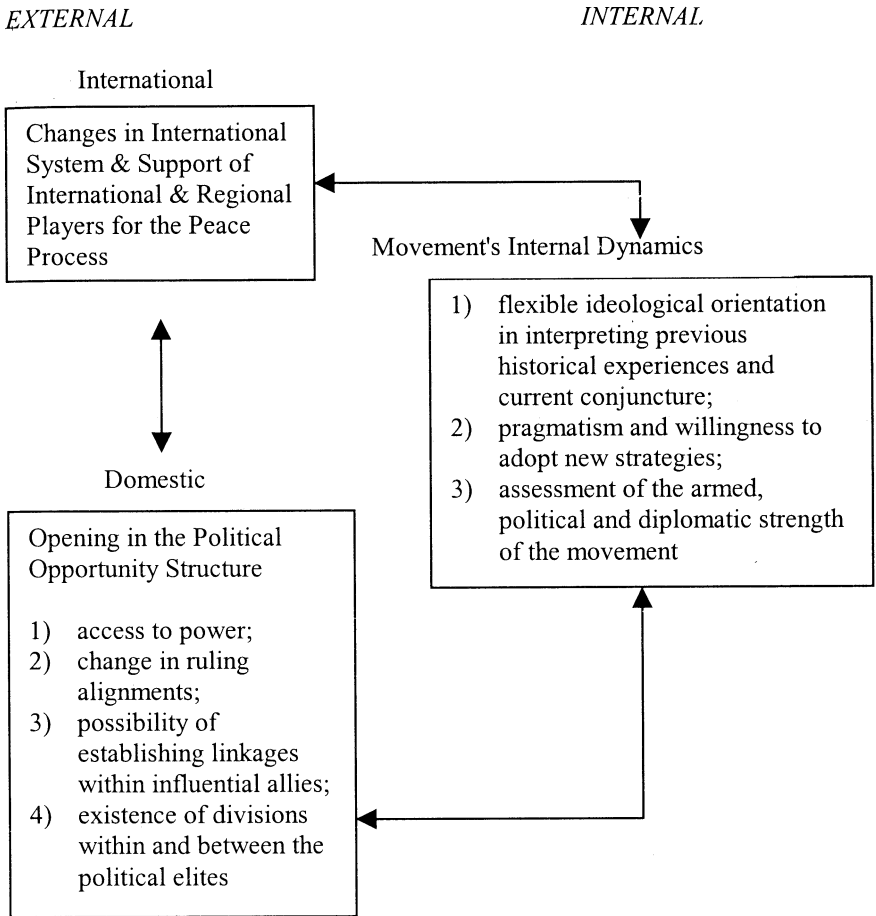 EXTERNAL
INTERNAL
International
Changes in International
System & Support of
International & Regional
Players for the Peace
Process
Movement's Internal Dynamics
1) flexible ideological orientation
in interpreting previous
historical experiences and
current conjuncture;
2) pragmatism and willingness to
adopt new strategies;
3) assessment of the armed,
political and diplomatic strength
of the movement
Domestic
Opening in the Political
Opportunity Structure
1) access to power;
2) change in ruling
alignments;
3) possibility of
establishing linkages
within influential allies;
4) existence of divisions
within and between the
political elites